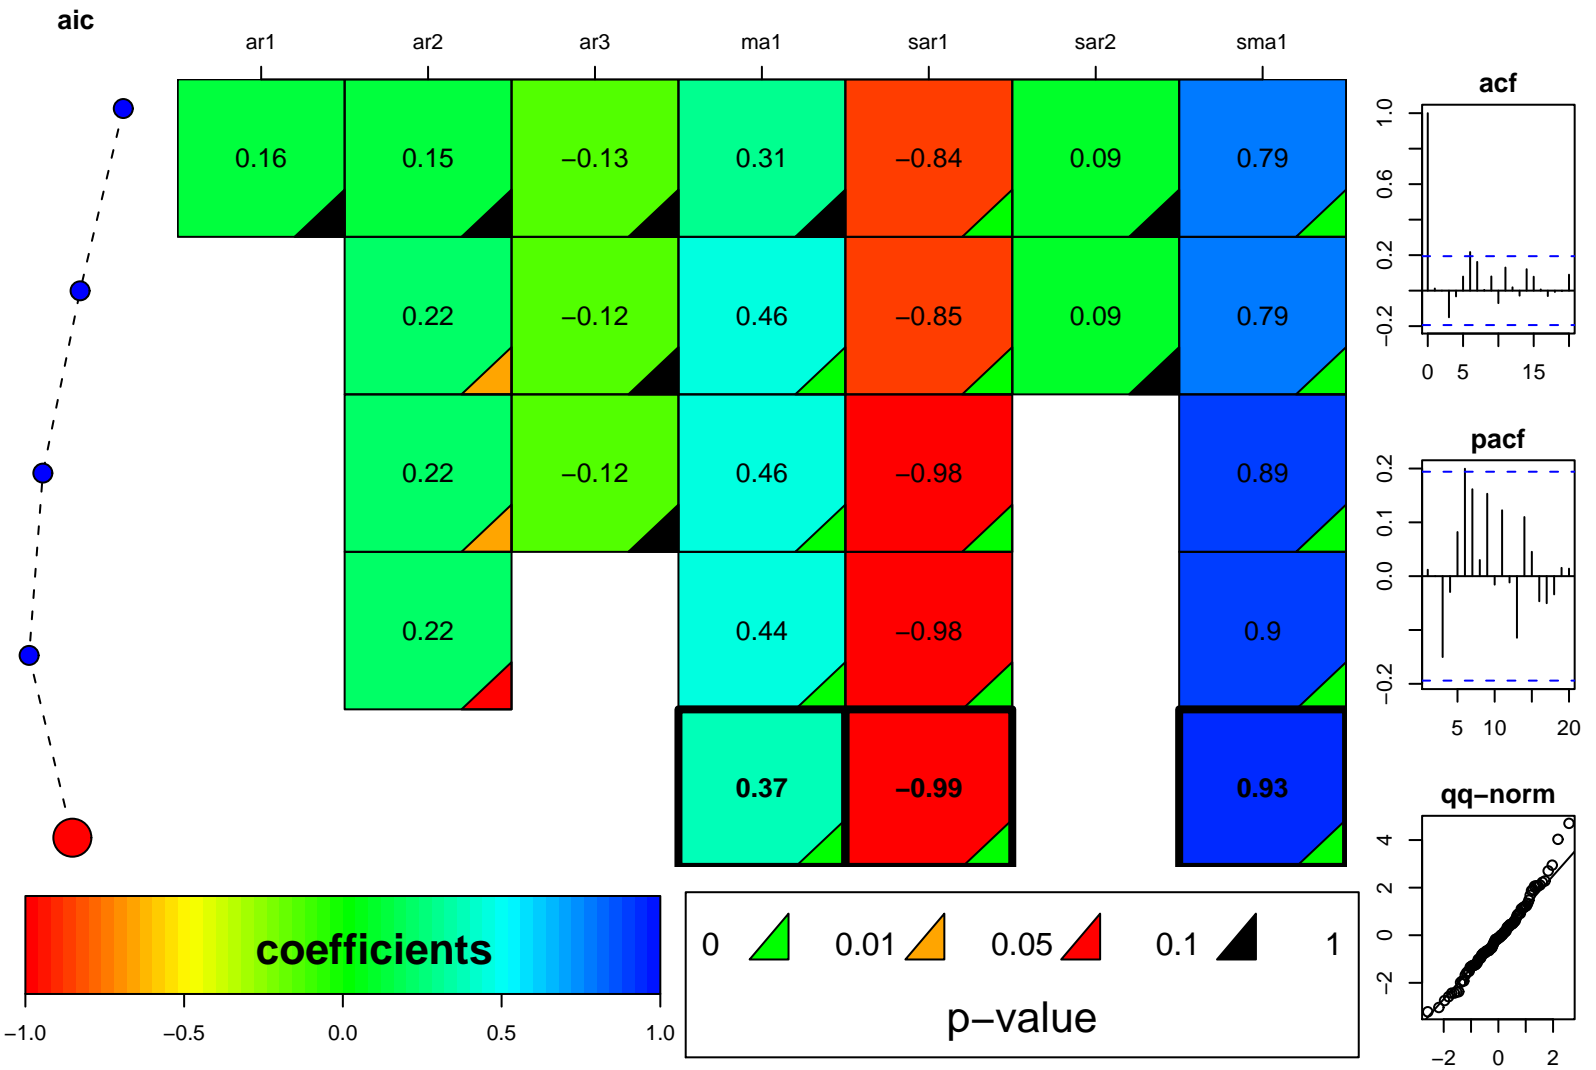 aic
ar1 ar2 ar3 ma1 sar1 sar2 sma1
0.16 0.15 −0.13 0.31 −0.84 0.09 0.79
0.22 −0.12 0.46 −0.85 0.09 0.79
0.22 −0.12 0.46 −0.98 0.89
0.22 0.44 −0.98 0.9
0.37 −0.99 0.93
coefficients
−1.0 −0.5 0.0 0.5 1.0
0 0.01 0.05 0.1 1
p−value
acf
1.0
0.6
0.2
−0.2
0 5 15
pacf
0.2
0.1
0.0
−0.2
5 10 20
qq−norm
4
2
0
−2
−2 0 2